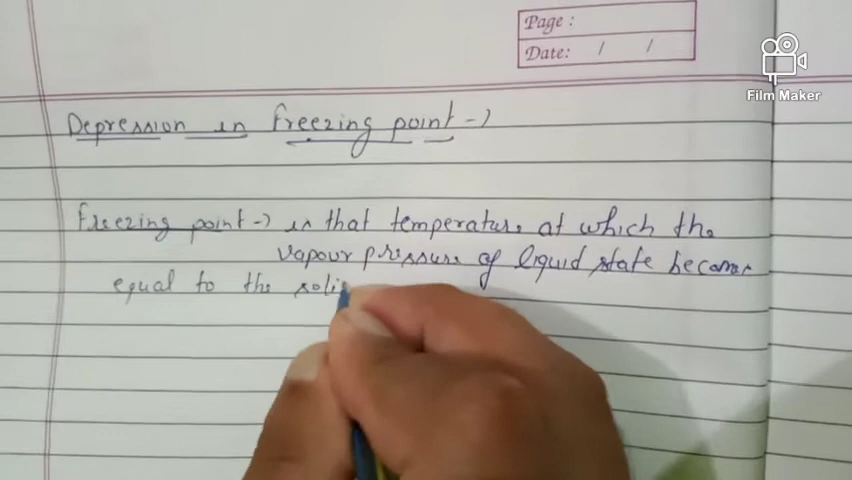 Page :
Date: / /
Film Maker
Depression in freezing point →
freezing point → is that temperature at which the
vapour pressure of liquid state becomes
equal to the soli